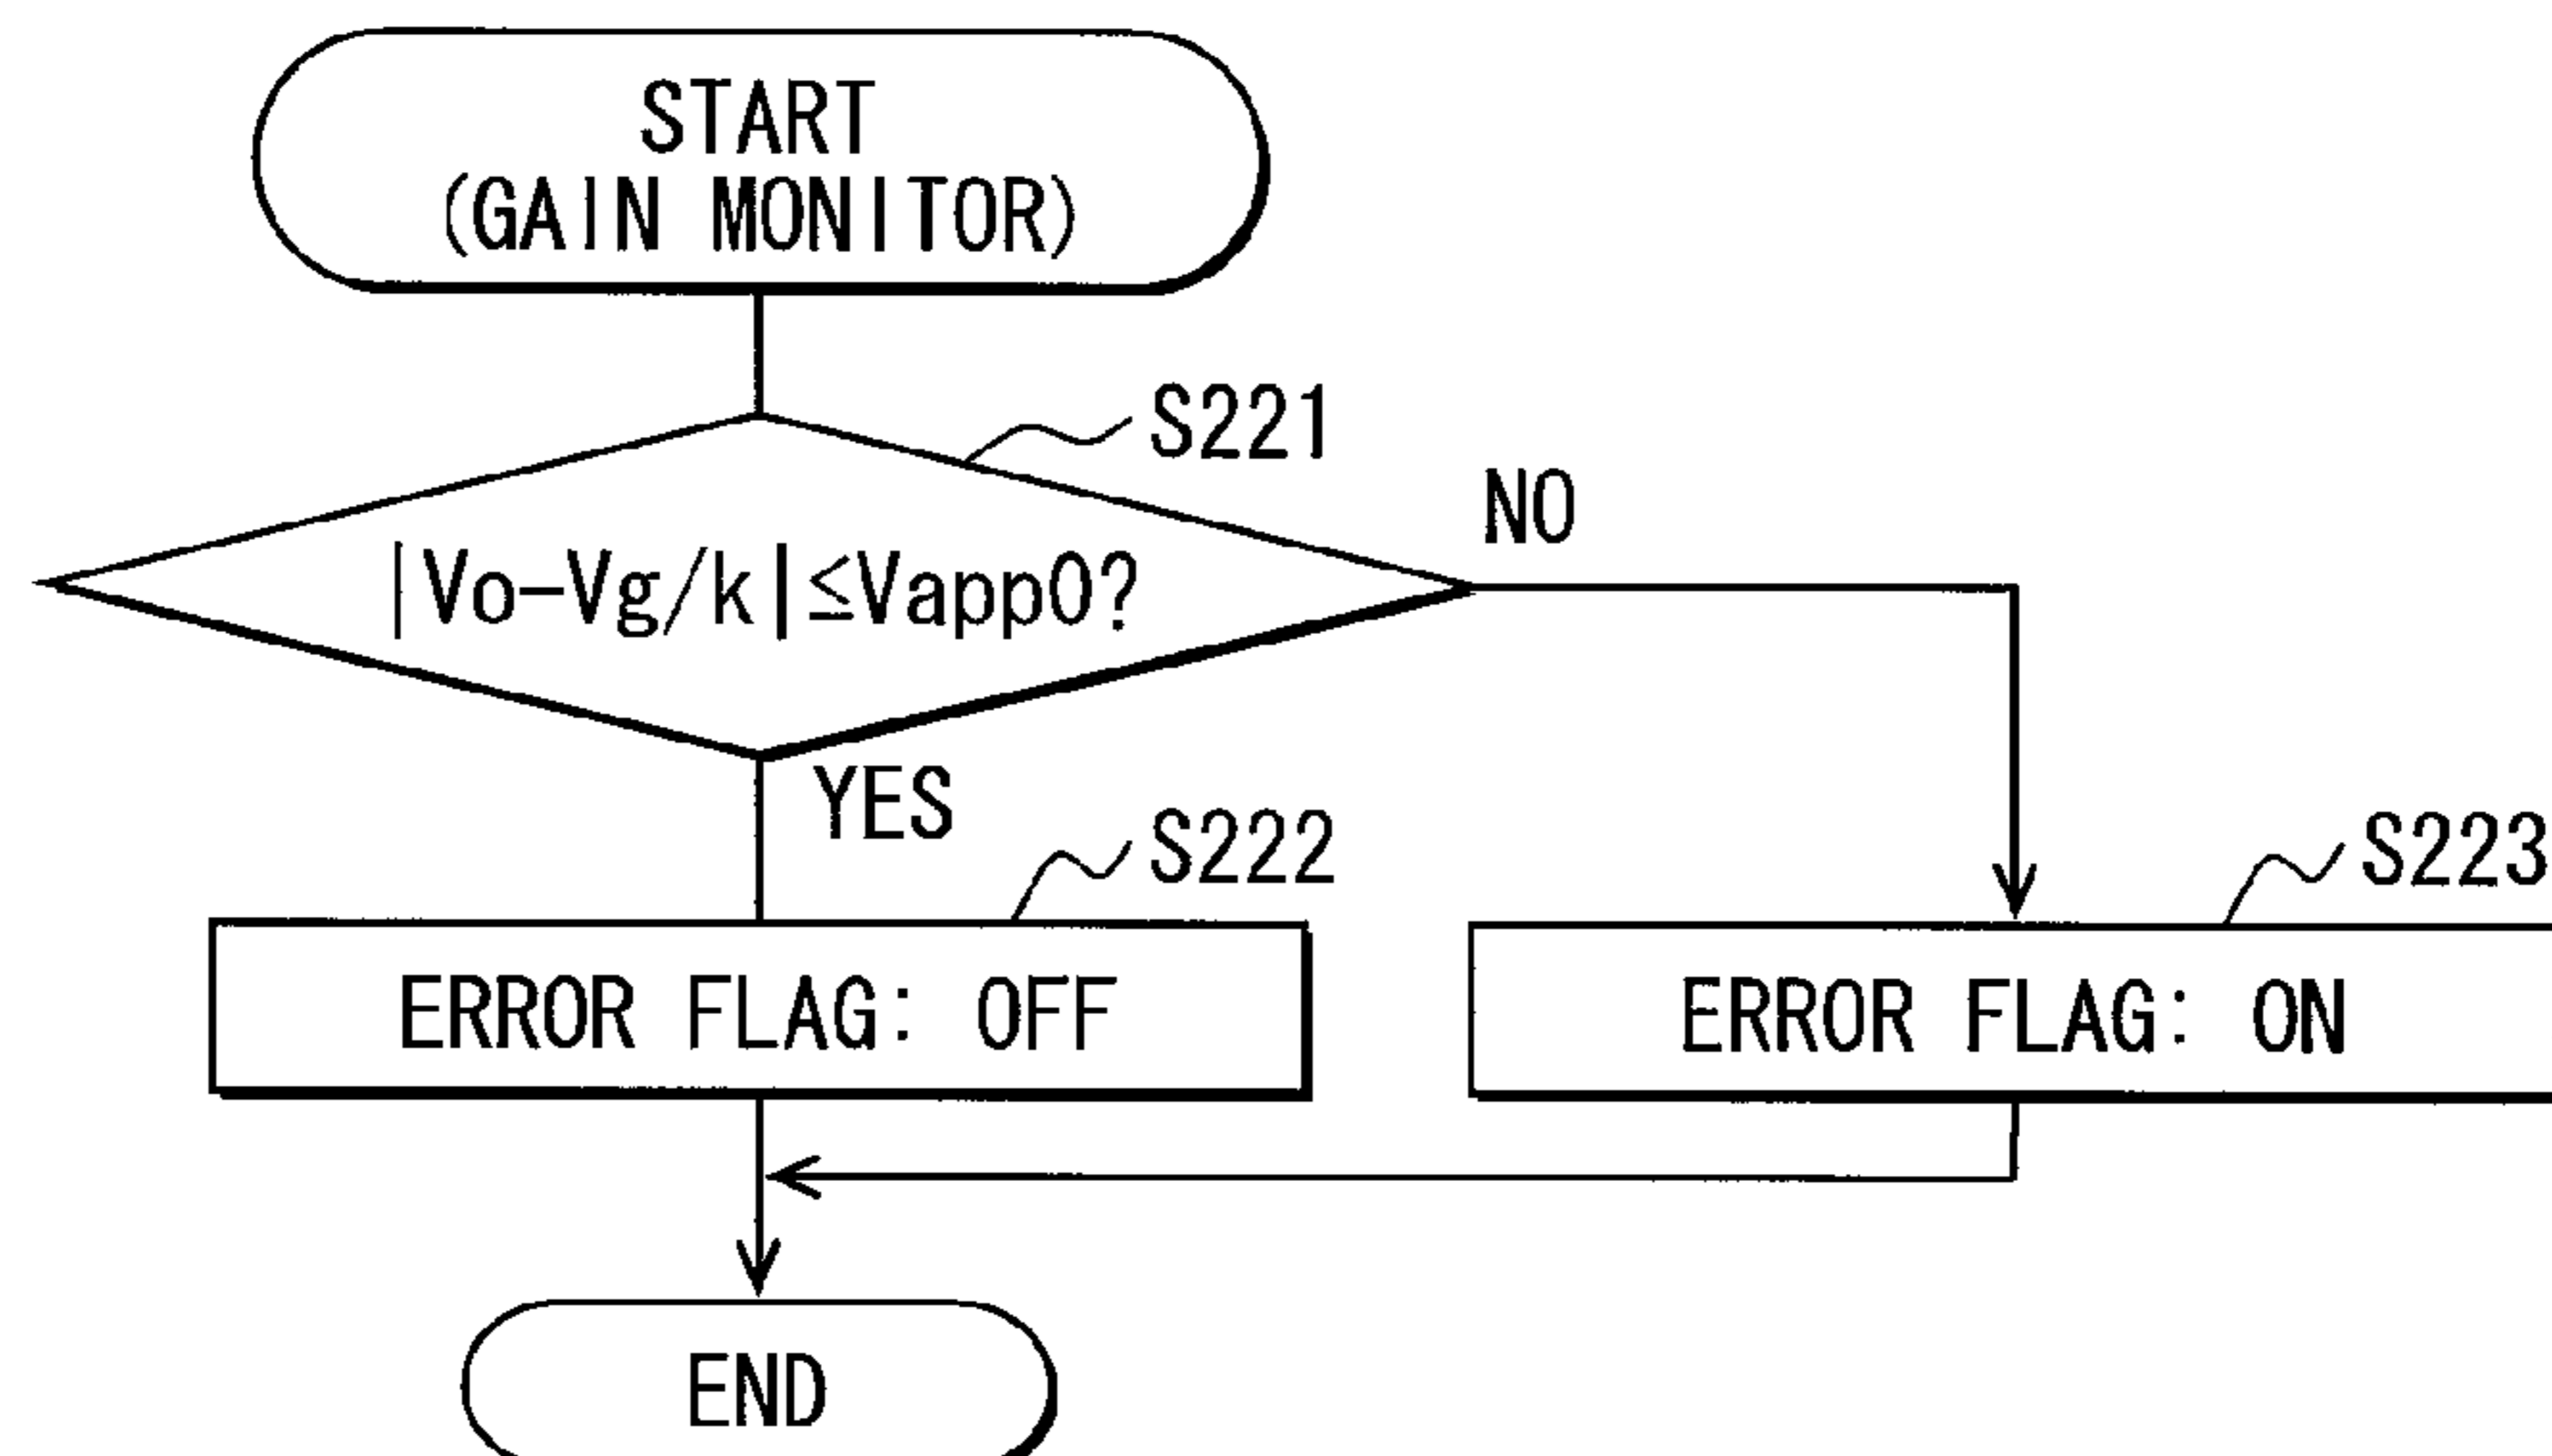 START
(GAIN MONITOR)
S221
|Vo-Vg/k|≦Vapp0?
NO
YES
S222
S223
ERROR FLAG: OFF
ERROR FLAG: ON
END